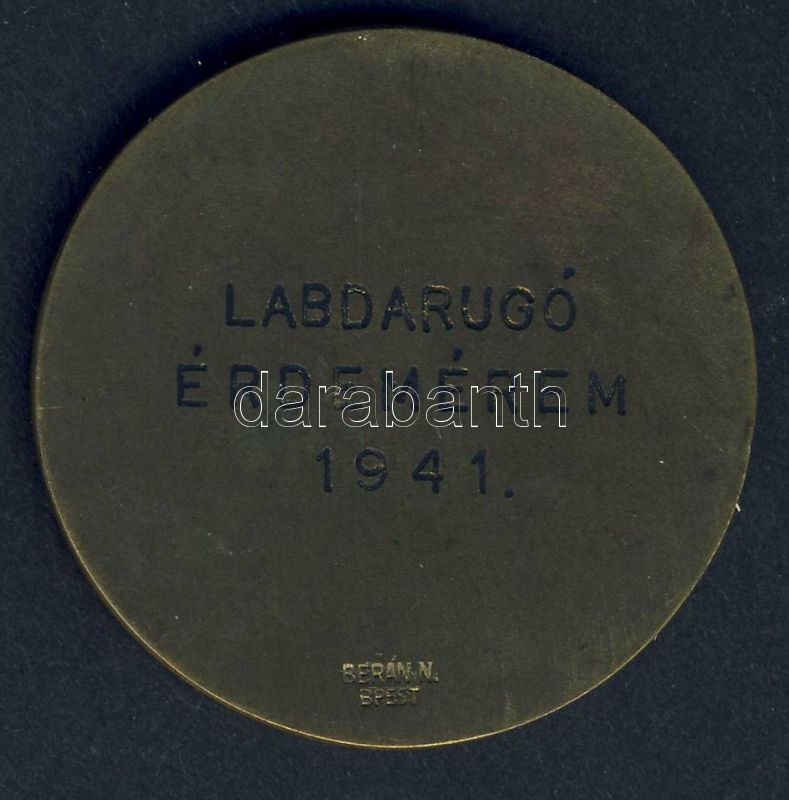 LABDARUGÓ
ÉRDEMÉREM
darabanth
1941.
BERÁN N.
BPEST